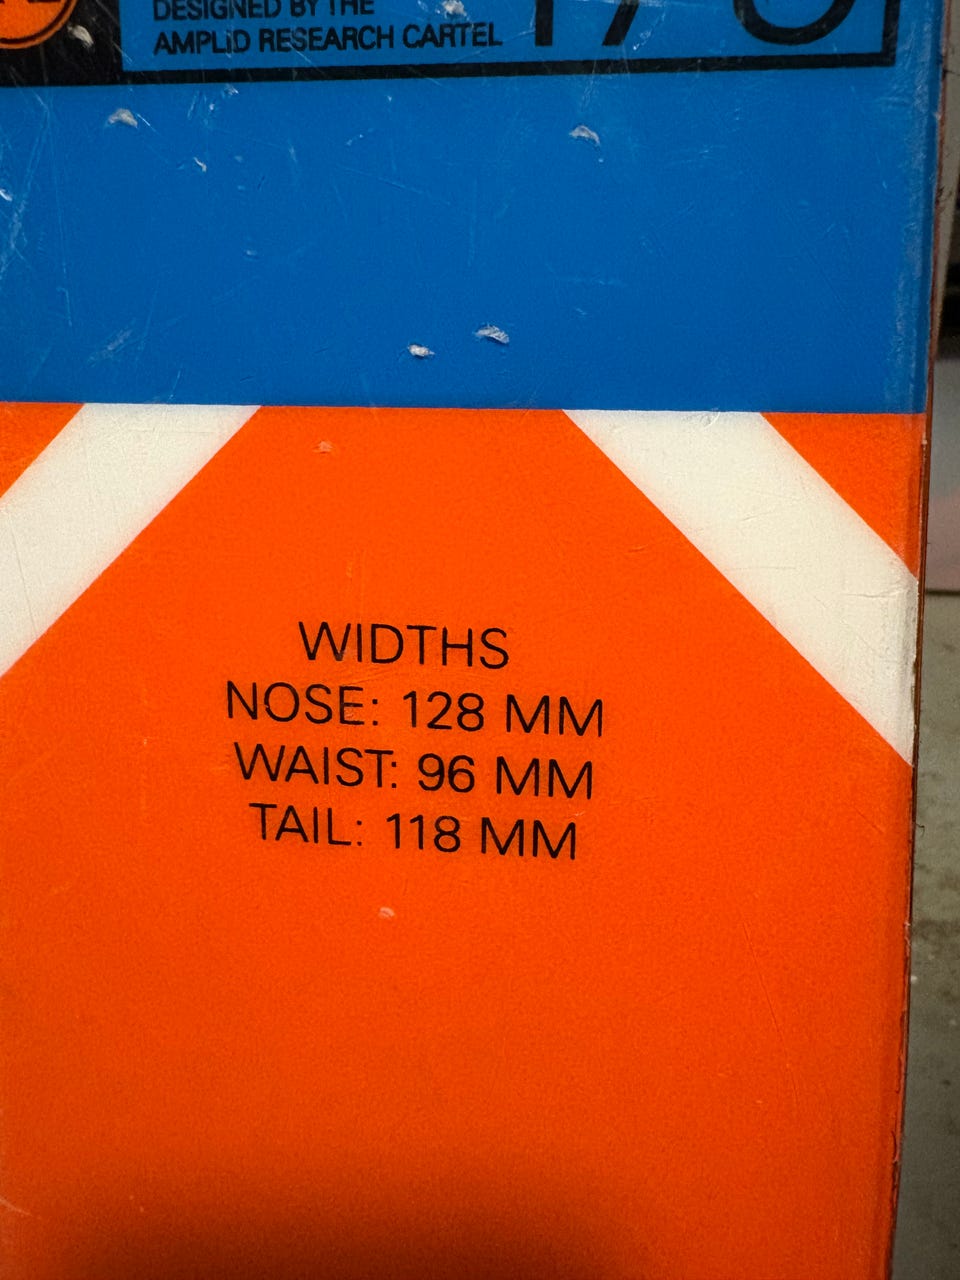 DESIGNED BY THE
AMPLID RESEARCH CARTEL
WIDTHS
NOSE: 128 MM
WAIST: 96 MM
TAIL: 118 MM